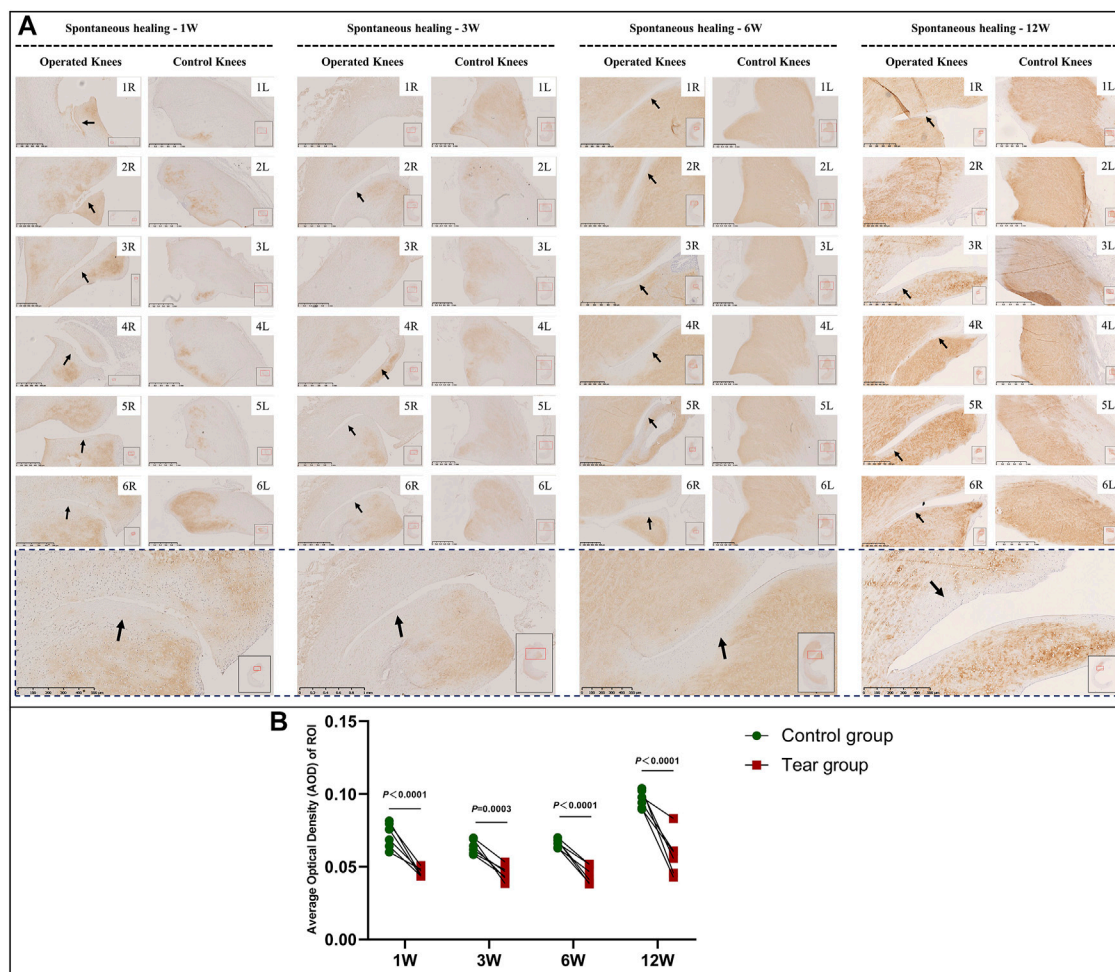 A
Spontaneous healing - 1W
Spontaneous healing - 3W
Spontaneous healing - 6W
Spontaneous healing - 12W
Operated Knees Control Knees Operated Knees Control Knees Operated Knees Control Knees Operated Knees Control Knees
1R 1L 1R 1L 1R 1L 1R 1L
2R 2L 2R 2L 2R 2L 2R 2L
3R 3L 3R 3L 3R 3L 3R 3L
4R 4L 4R 4L 4R 4L 4R 4L
5R 5L 5R 5L 5R 5L 5R 5L
6R 6L 6R 6L 6R 6L 6R 6L
B
Average Optical Density (AOD) of ROI
0.15
0.10
0.05
0.00
P<0.0001
P=0.0003
P<0.0001
P<0.0001
1W 3W 6W 12W
Control group
Tear group